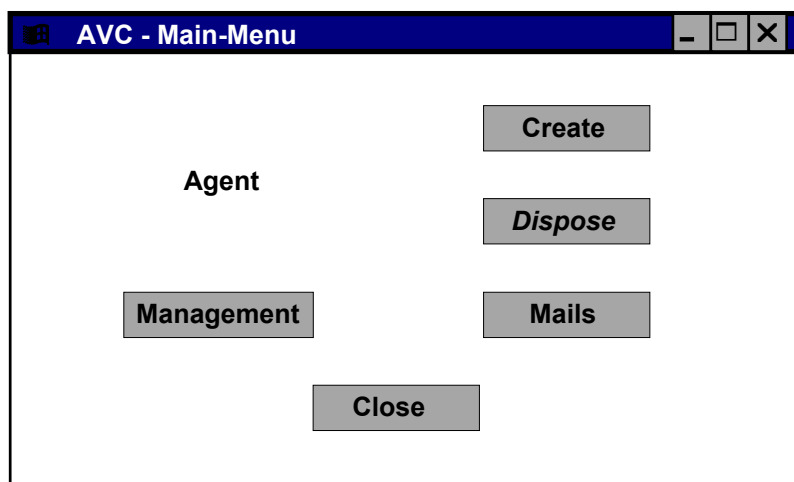 AVC - Main-Menu
Create
Agent
Dispose
Management
Mails
Close